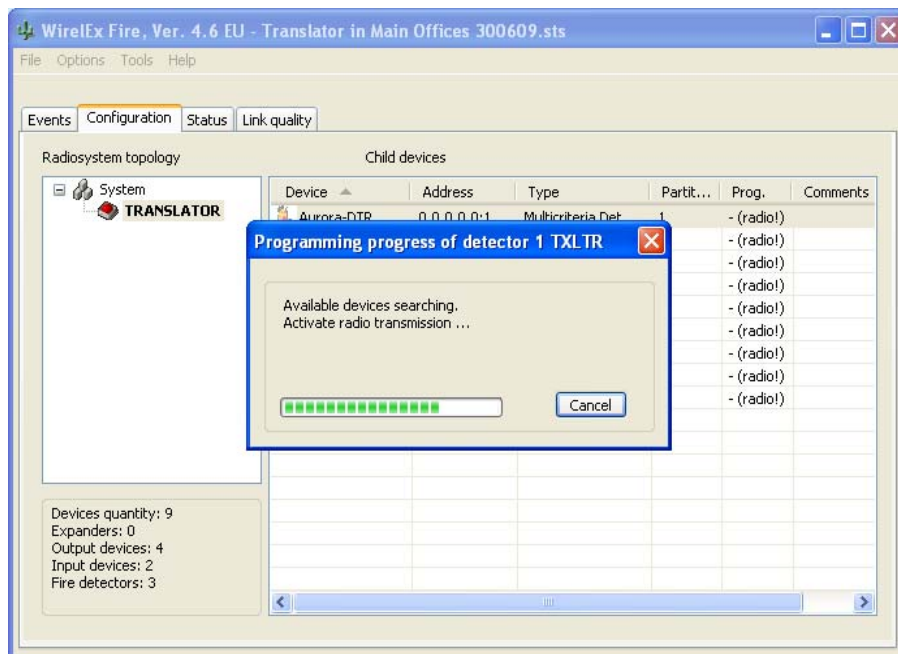 WirelEx Fire, Ver. 4.6 EU - Translator in Main Offices 300609.sts
File Options Tools Help
Events Configuration Status Link quality
Radiosystem topology
Child devices
System
TRANSLATOR
Device Address Type Partit... Prog. Comments
Aurora-DTR 0.0.0.0.0:1 Multicriteria Det 1 - (radio!)
- (radio!)
- (radio!)
- (radio!)
- (radio!)
- (radio!)
- (radio!)
- (radio!)
- (radio!)
Programming progress of detector 1 TXLTR
Available devices searching.
Activate radio transmission ...
Cancel
Devices quantity: 9
Expanders: 0
Output devices: 4
Input devices: 2
Fire detectors: 3